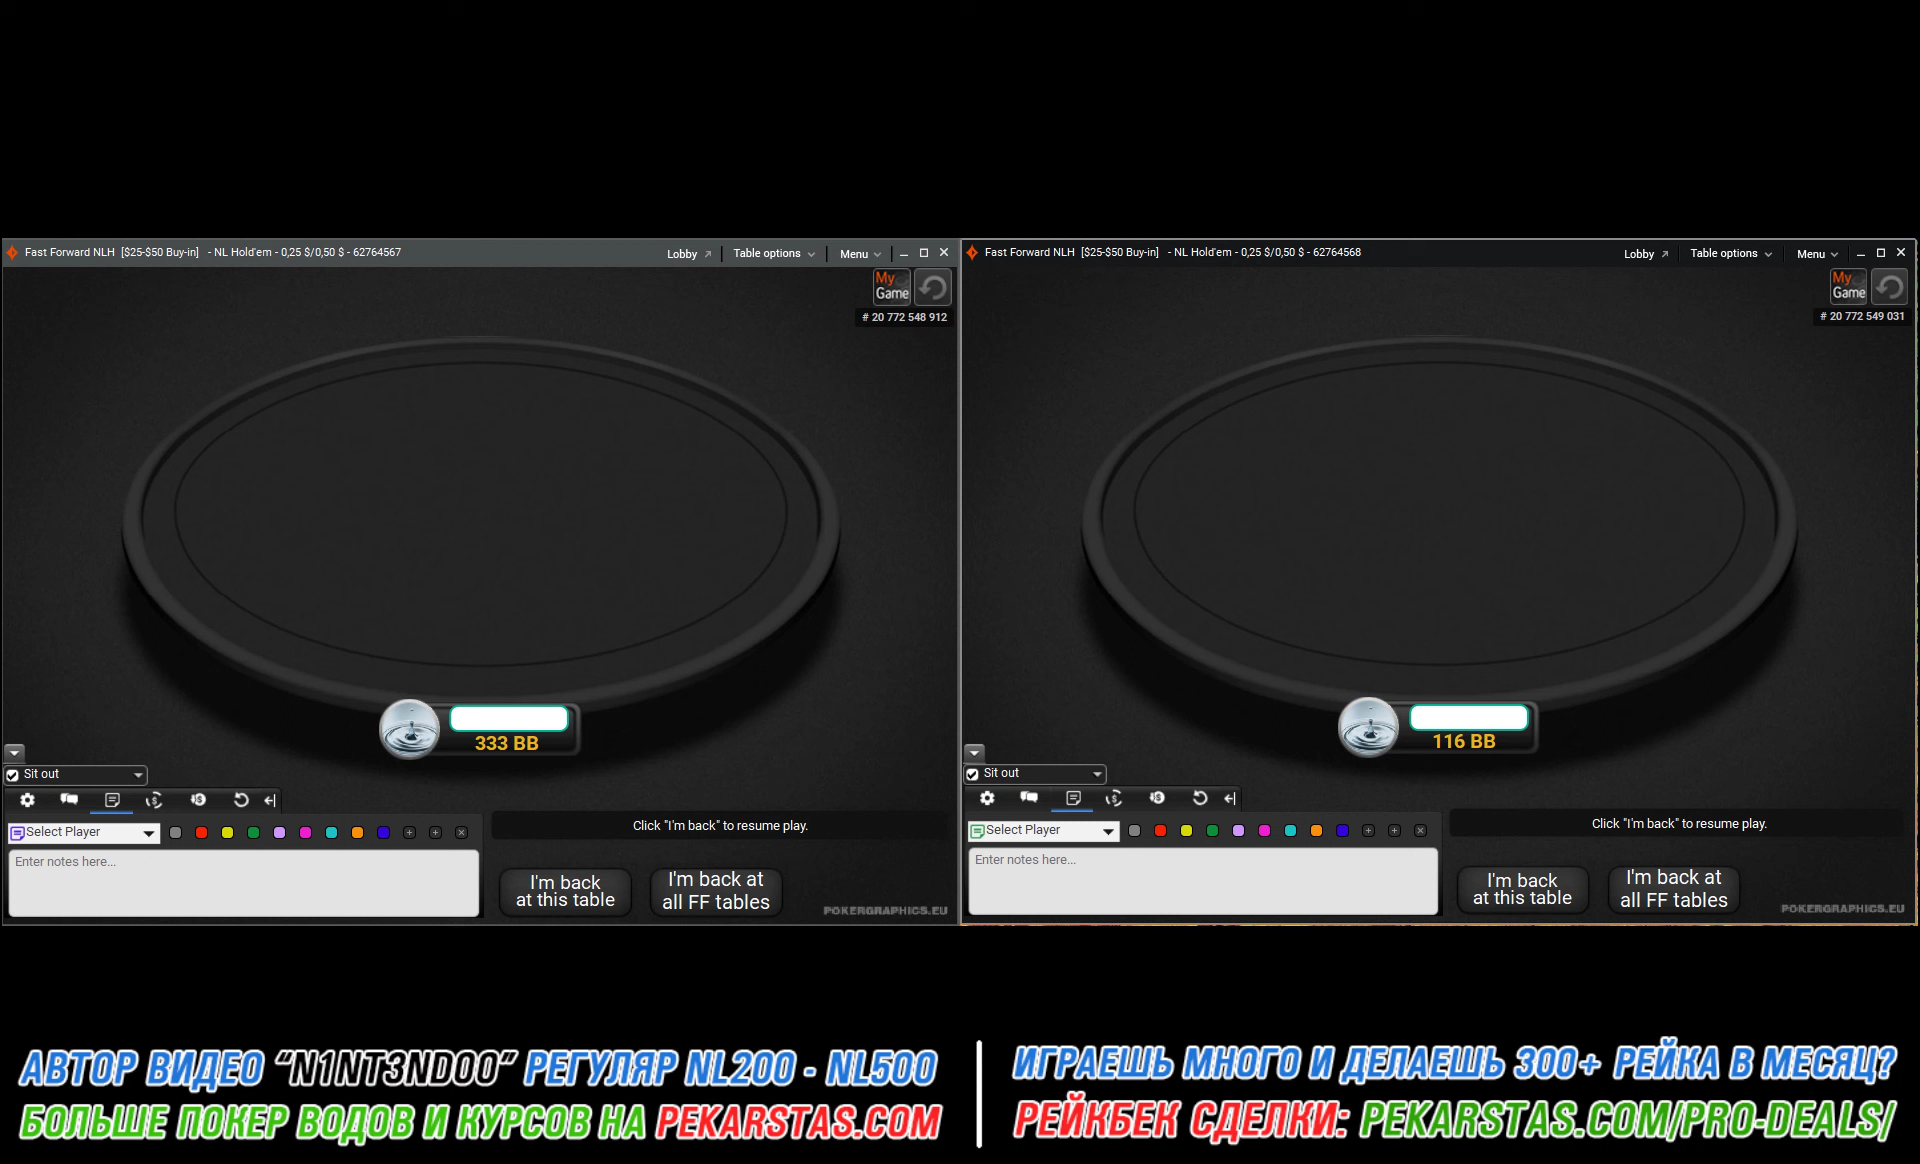 Fast Forward NLH [$25-$50 Buy-in] - NL Hold'em - 0,25 $/0,50 $ - 62764567
Lobby
Table options
Menu
My Game
# 20 772 548 912
333 BB
Sit out
Select Player
Enter notes here...
Click "I'm back" to resume play.
I'm back
at this table
I'm back at
all FF tables
POKERGRAPHICS.EU
Fast Forward NLH [$25-$50 Buy-in] - NL Hold'em - 0,25 $/0,50 $ - 62764568
Lobby
Table options
Menu
My Game
# 20 772 549 031
116 BB
Sit out
Select Player
Enter notes here...
Click "I'm back" to resume play.
I'm back
at this table
I'm back at
all FF tables
POKERGRAPHICS.EU
АВТОР ВИДЕО “N1NT3NDOO” РЕГУЛЯР NL200 - NL500
БОЛЬШЕ ПОКЕР ВОДОВ И КУРСОВ НА PEKARSTAS.COM
ИГРАЕШЬ МНОГО И ДЕЛАЕШЬ 300+ РЕЙКА В МЕСЯЦ?
РЕЙКБЕК СДЕЛКИ: PEKARSTAS.COM/PRO-DEALS/